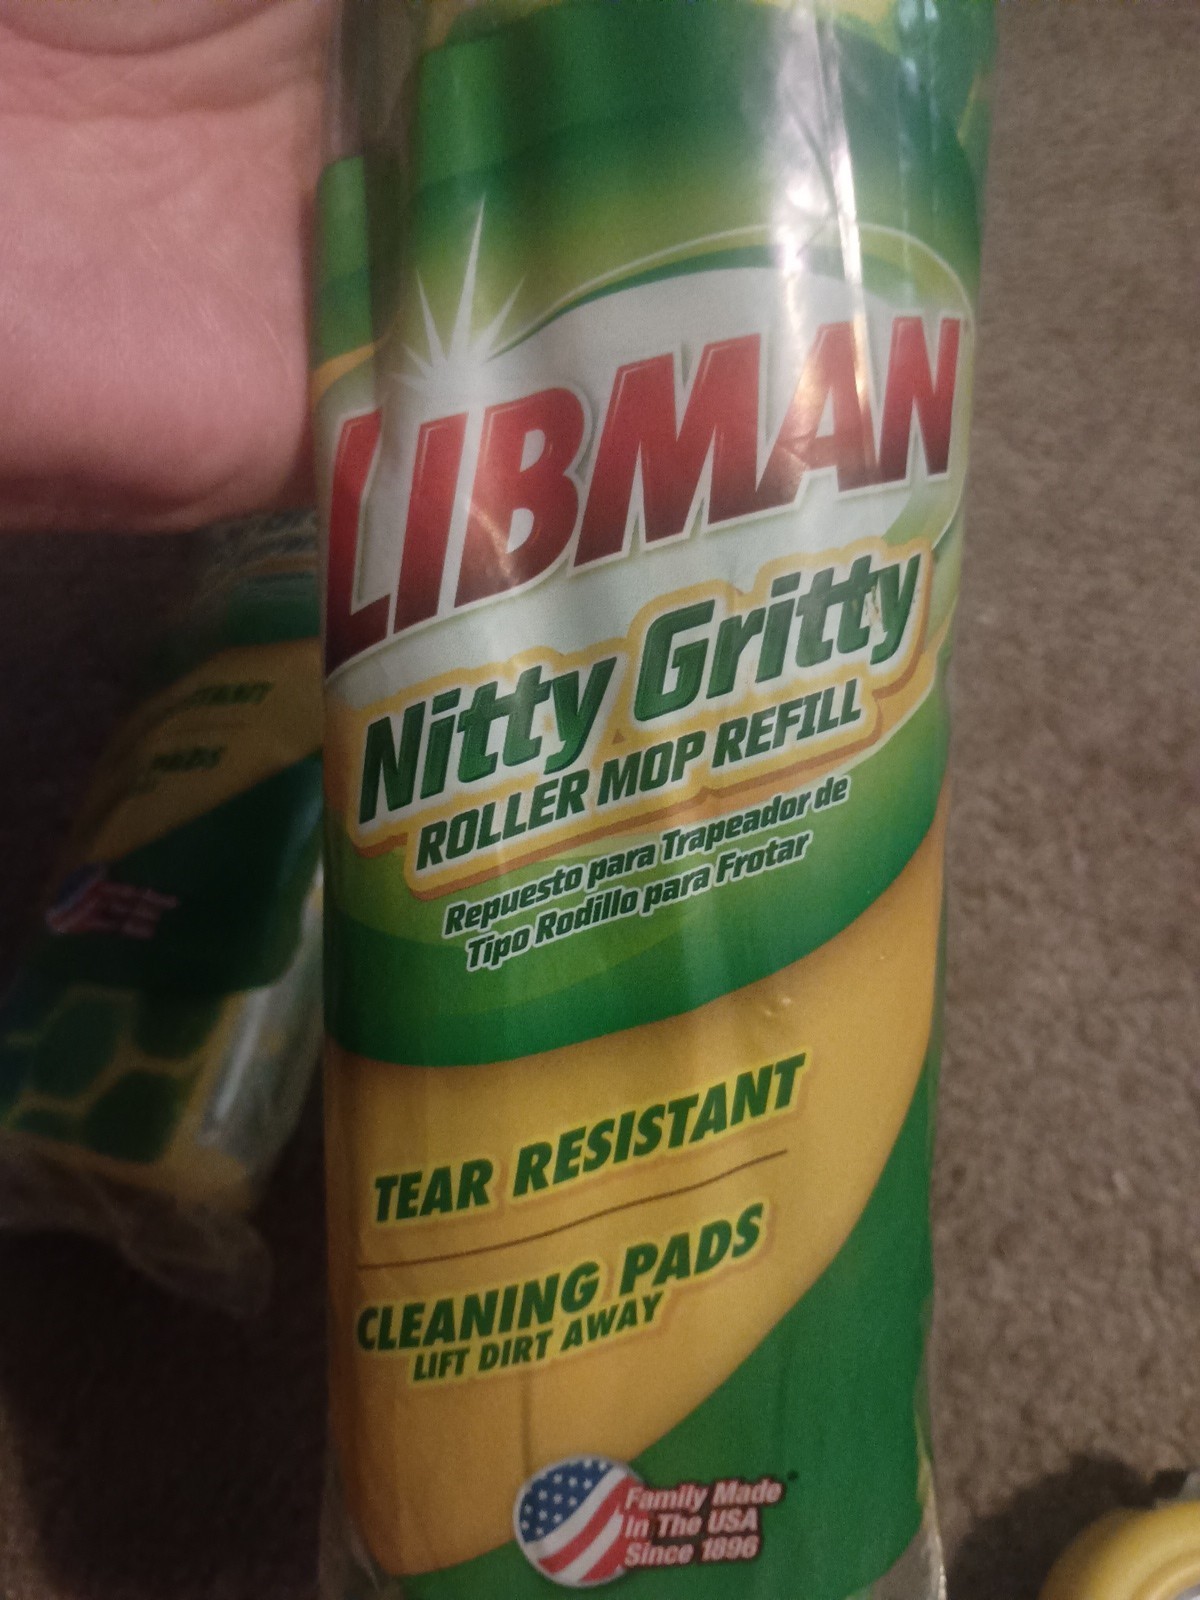 LIBMAN
Nitty Gritty
ROLLER MOP REFILL
Repuesto para Trapeador de
Tipo Rodillo para Frotar
TEAR RESISTANT
CLEANING PADS
LIFT DIRT AWAY
Family Made
In The USA
Since 1896
PADS